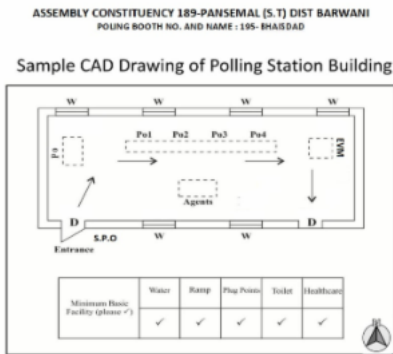 ASSEMBLY CONSTITUENCY 189-PANSEMAL (S.T) DIST BARWANI
POLING BOOTH NO. AND NAME : 195- BHAISDAD
Sample CAD Drawing of Polling Station Building
W W W W
Po1 Po2 Po3 Po4
Po
EVM
Agents
D D
S.P.O W W
Entrance
Minimum Basic Facility (please ✓) Water Ramp Plug Points Toilet Healthcare
✓ ✓ ✓ ✓ ✓
N